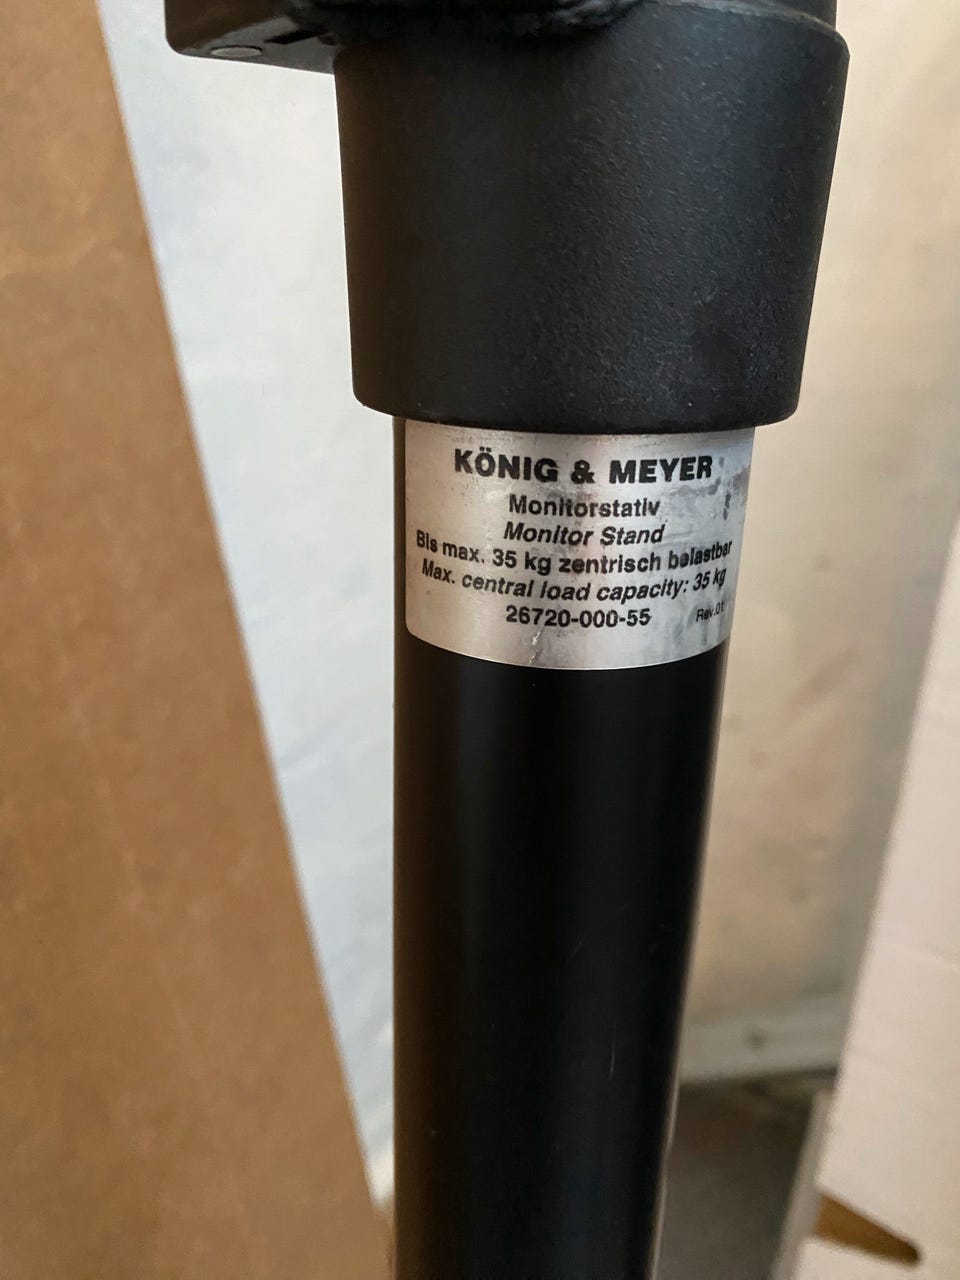 KÖNIG & MEYER
Monitorstativ
Monitor Stand
Bis max. 35 kg zentrisch belastbar
Max. central load capacity: 35 kg
26720-000-55 Rev.01